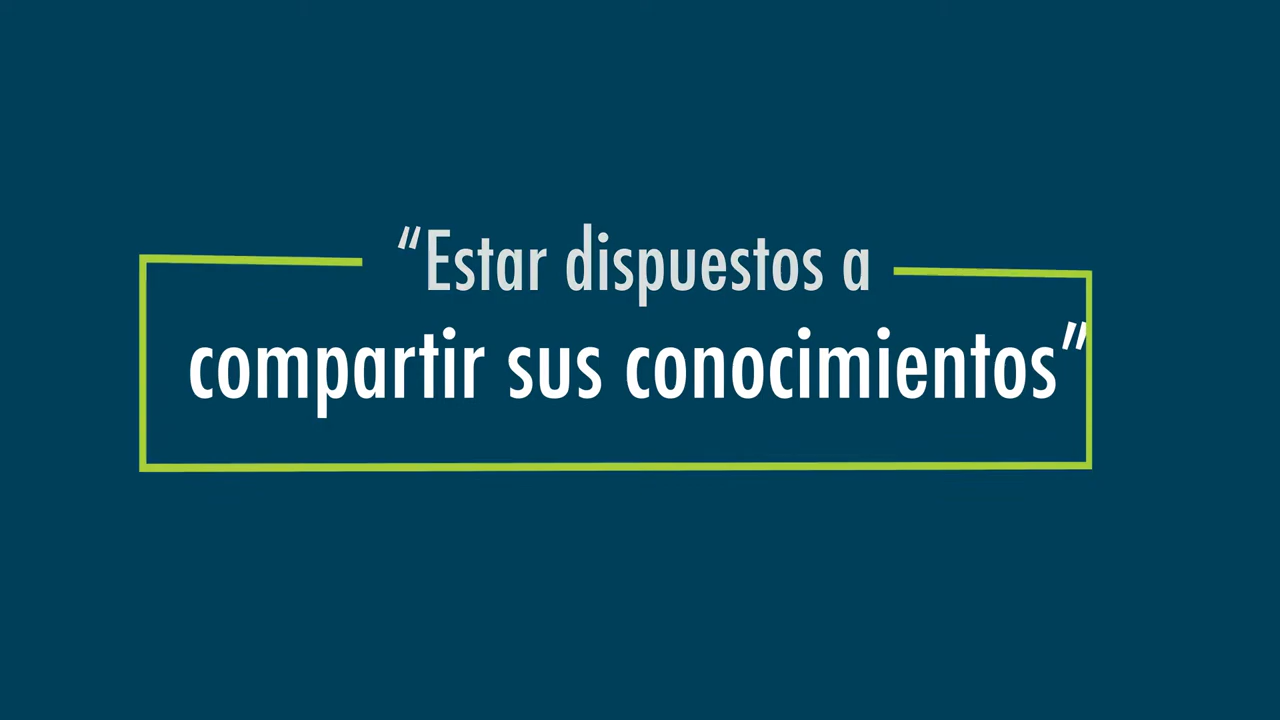 “Estar dispuestos a
compartir sus conocimientos”